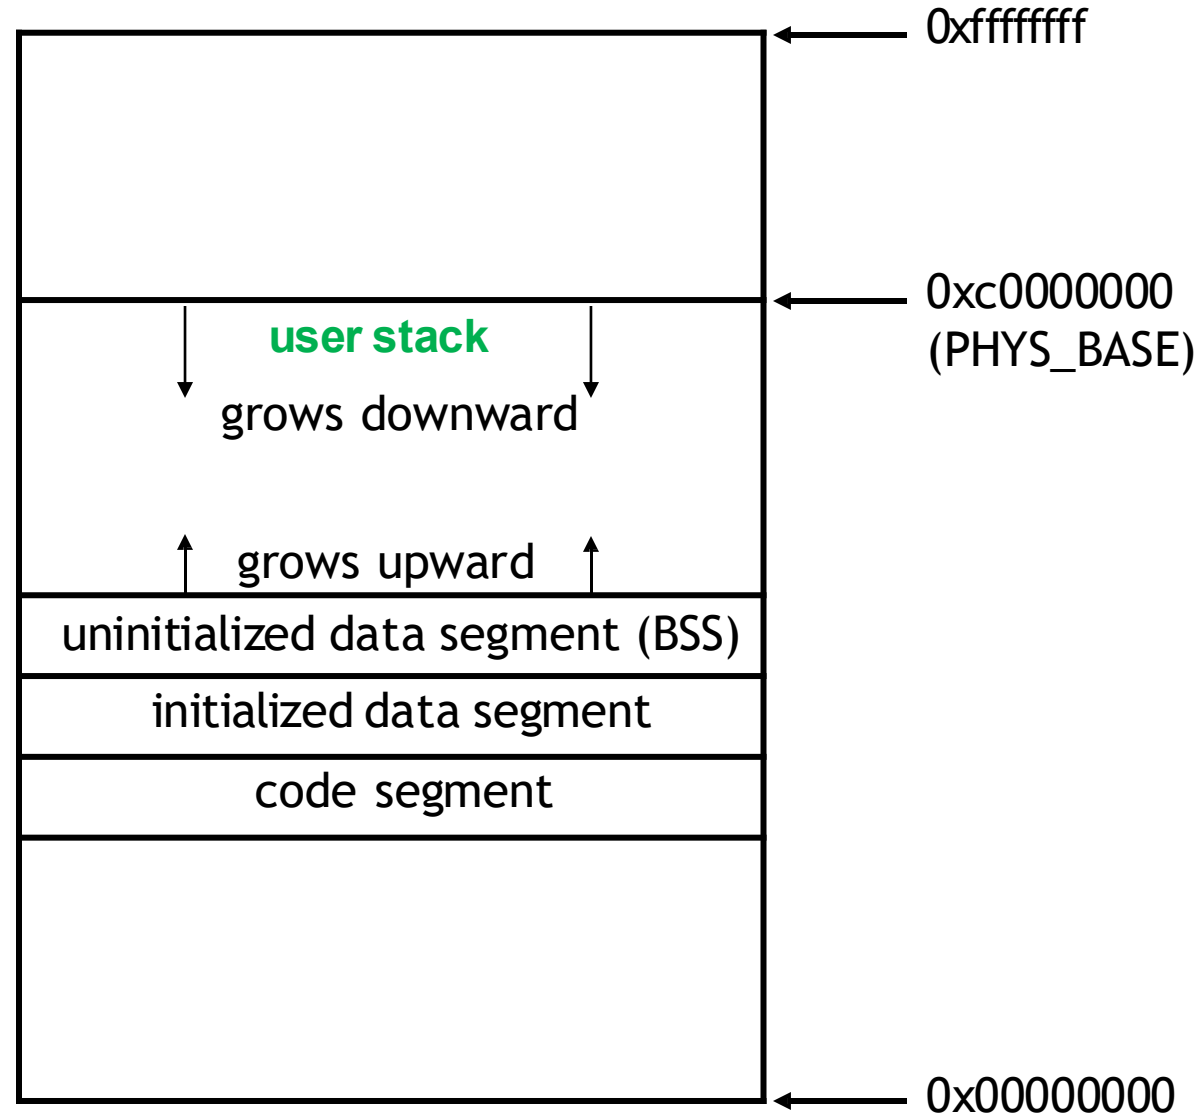 0xffffffff
0xc0000000
(PHYS_BASE)
user stack
grows downward
grows upward
uninitialized data segment (BSS)
initialized data segment
code segment
0x00000000